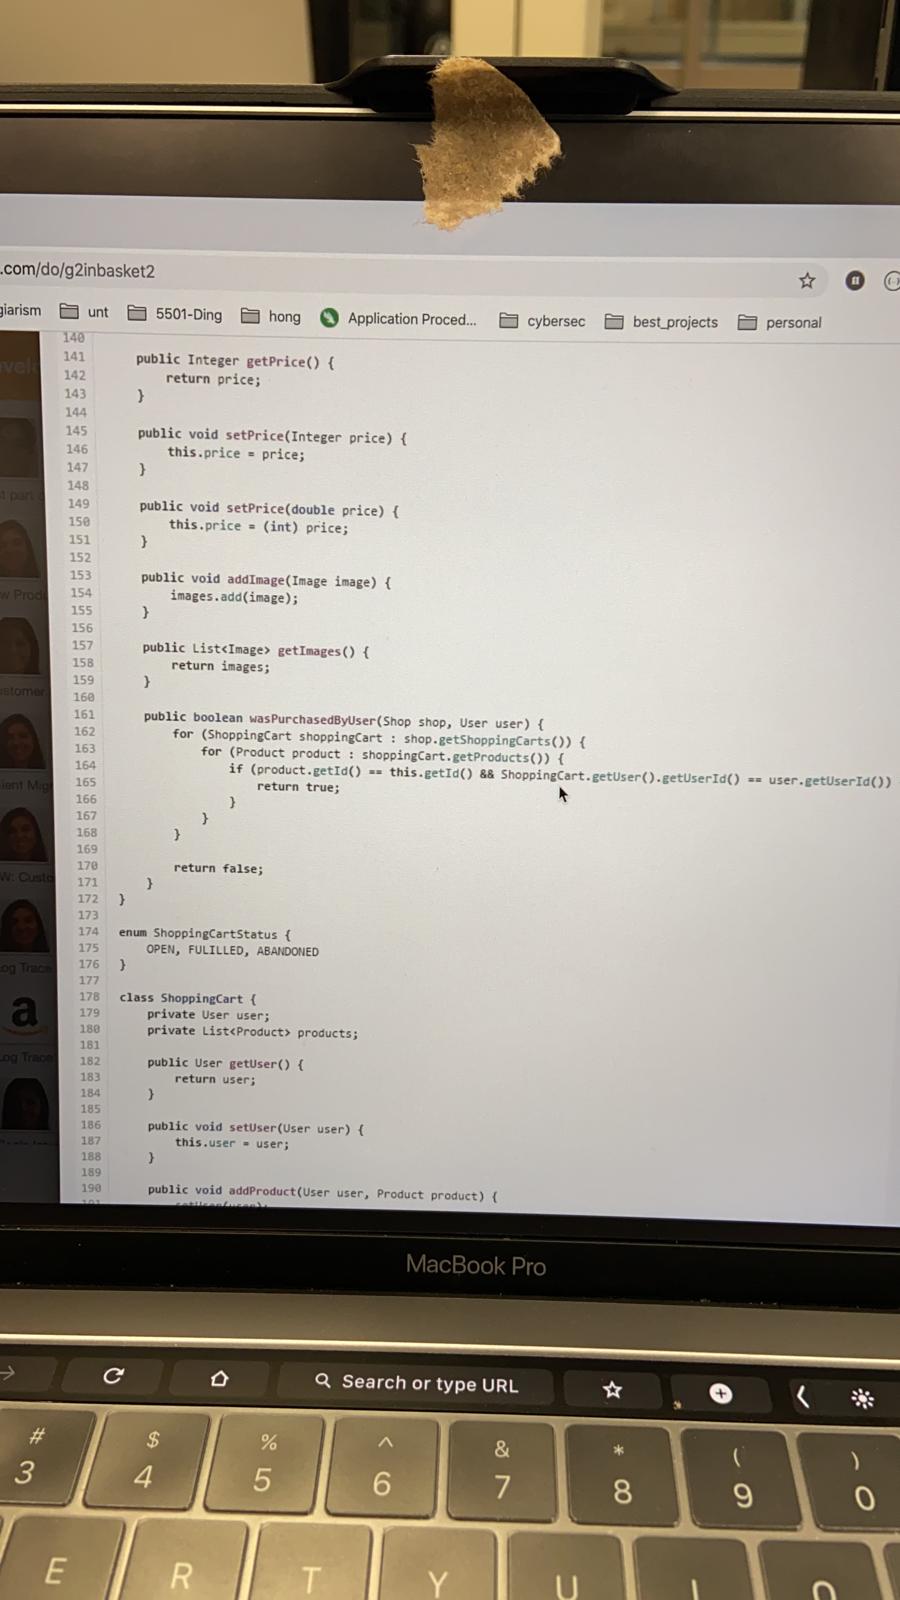 .com/do/g2inbasket2
giarism unt 5501-Ding hong Application Proced... cybersec best_projects personal
140
141 public Integer getPrice() {
142 return price;
143 }
144
145 public void setPrice(Integer price) {
146 this.price = price;
147 }
148
149 public void setPrice(double price) {
150 this.price = (int) price;
151 }
152
153 public void addImage(Image image) {
154 images.add(image);
155 }
156
157 public List<Image> getImages() {
158 return images;
159 }
160
161 public boolean wasPurchasedByUser(Shop shop, User user) {
162 for (ShoppingCart shoppingCart : shop.getShoppingCarts()) {
163 for (Product product : shoppingCart.getProducts()) {
164 if (product.getId() == this.getId() && ShoppingCart.getUser().getUserId() == user.getUserId())
165 return true;
166 }
167 }
168 }
169
170 return false;
171 }
172 }
173
174 enum ShoppingCartStatus {
175 OPEN, FULILLED, ABANDONED
176 }
177
178 class ShoppingCart {
179 private User user;
180 private List<Product> products;
181
182 public User getUser() {
183 return user;
184 }
185
186 public void setUser(User user) {
187 this.user = user;
188 }
189
190 public void addProduct(User user, Product product) {
t part
w Prod
stomer
ient Mig
W: Custo
og Trace
a
og Trace
MacBook Pro
Search or type URL
# $ % ^ & * ( )
3 4 5 6 7 8 9 0
E R T Y U